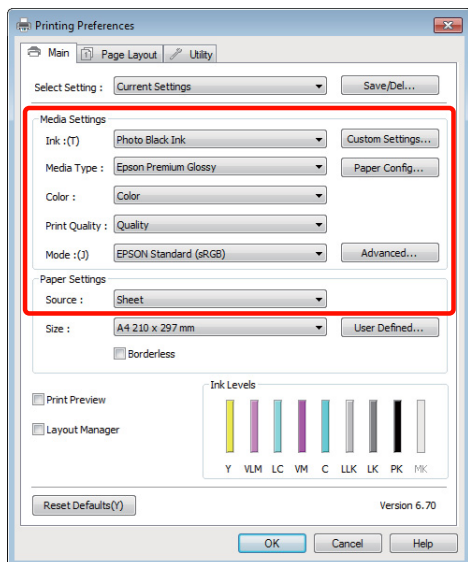 Printing Preferences
Main Page Layout Utility
Select Setting : Current Settings Save/Del...
Media Settings
Ink :(T) Photo Black Ink Custom Settings...
Media Type : Epson Premium Glossy Paper Config...
Color : Color
Print Quality : Quality
Mode :(J) EPSON Standard (sRGB) Advanced...
Paper Settings
Source : Sheet
Size : A4 210 x 297 mm User Defined...
Borderless
Ink Levels
Print Preview
Layout Manager
Y VLM LC VM C LLK LK PK MK
Reset Defaults(Y) Version 6.70
OK Cancel Help